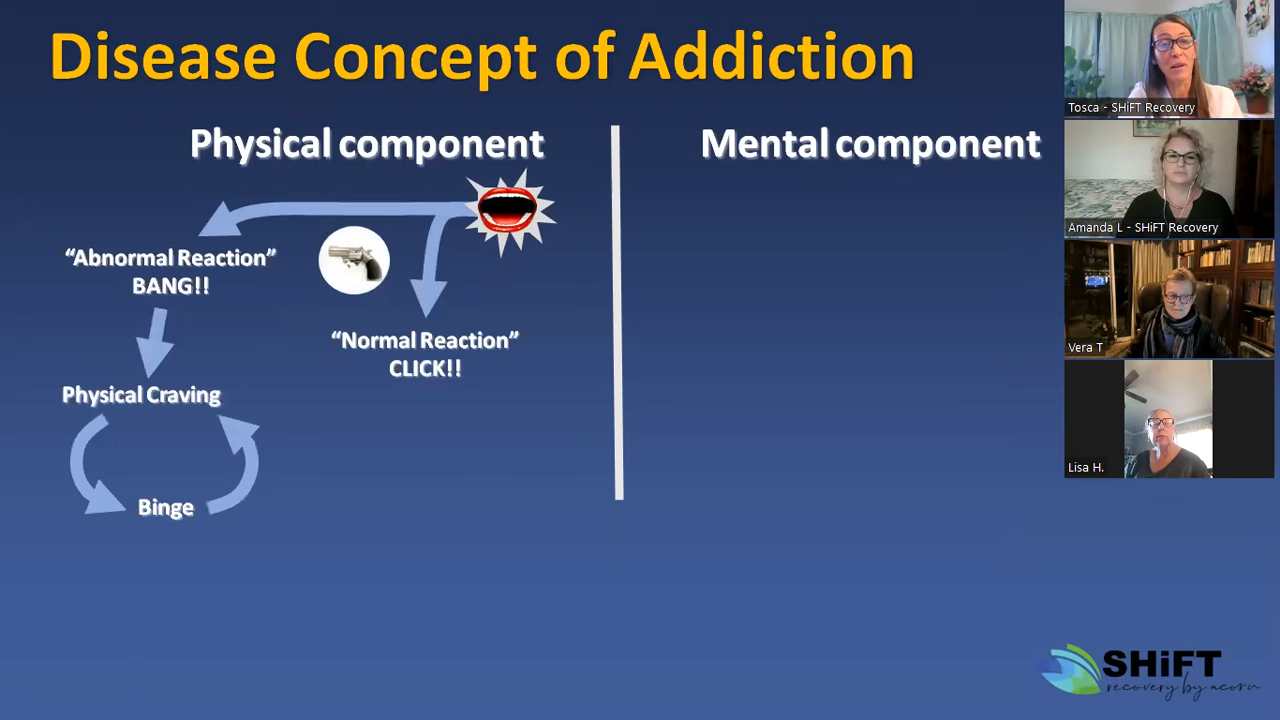 Disease Concept of Addiction
Physical component
Mental component
“Abnormal Reaction”
BANG!!
“Normal Reaction”
CLICK!!
Physical Craving
Binge
Tosca - SHiFT Recovery
Amanda L - SHiFT Recovery
Vera T
Lisa H.
SHiFT
recovery by acorn